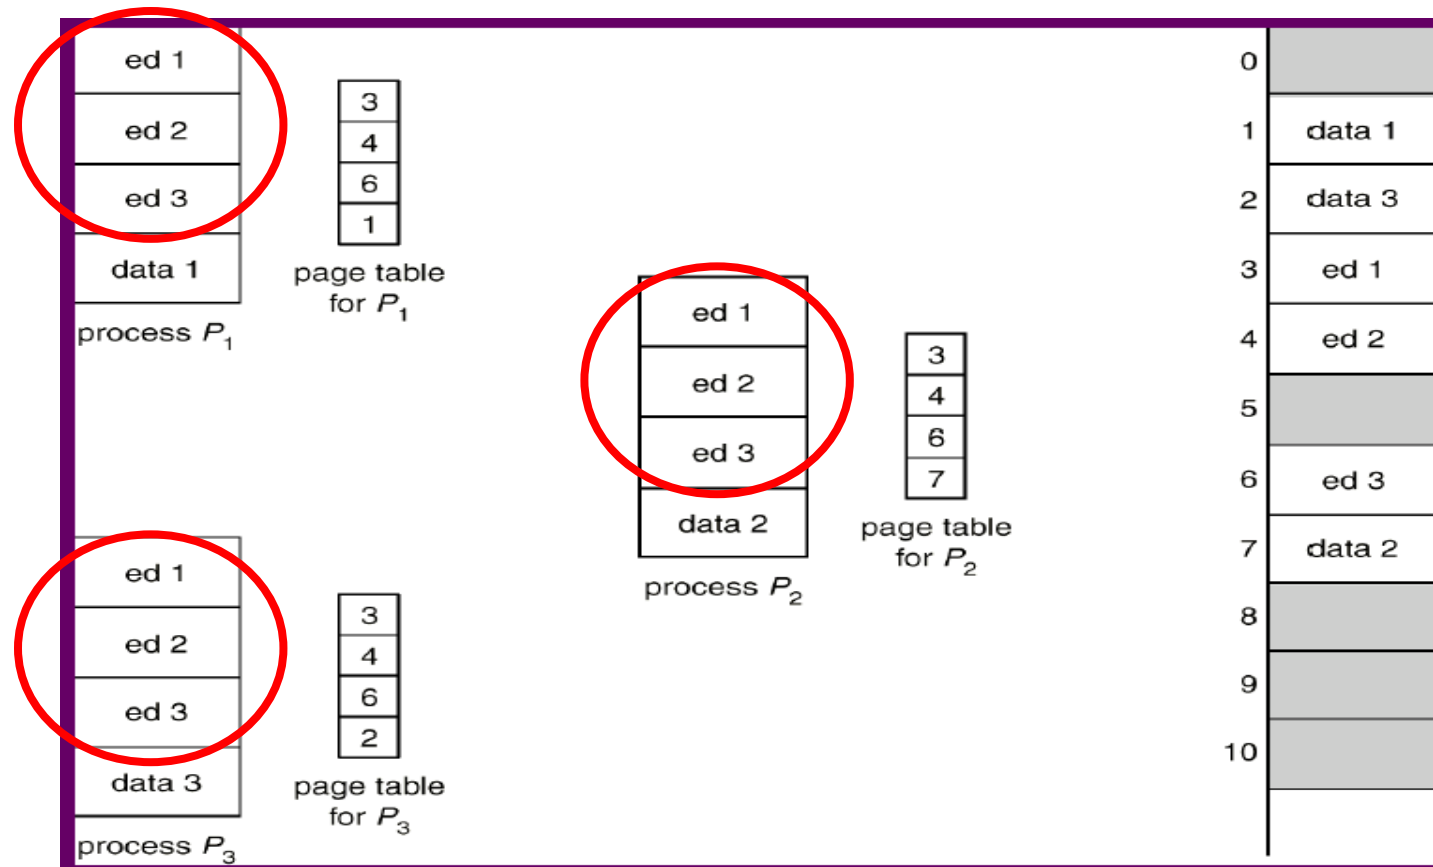 ed 1
ed 2
ed 3
data 1
process P1
3
4
6
1
page table
for P1
ed 1
ed 2
ed 3
data 2
process P2
3
4
6
7
page table
for P2
ed 1
ed 2
ed 3
data 3
process P3
3
4
6
2
page table
for P3
0
1 data 1
2 data 3
3 ed 1
4 ed 2
5
6 ed 3
7 data 2
8
9
10